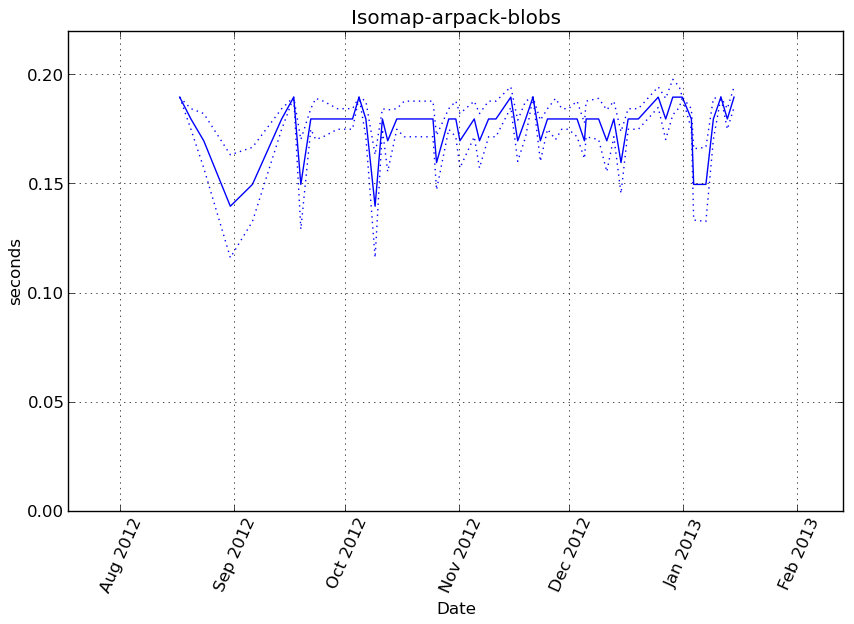 Isomap-arpack-blobs
0.20
0.15
0.10
0.05
0.00
seconds
Aug 2012
Sep 2012
Oct 2012
Nov 2012
Dec 2012
Jan 2013
Feb 2013
Date